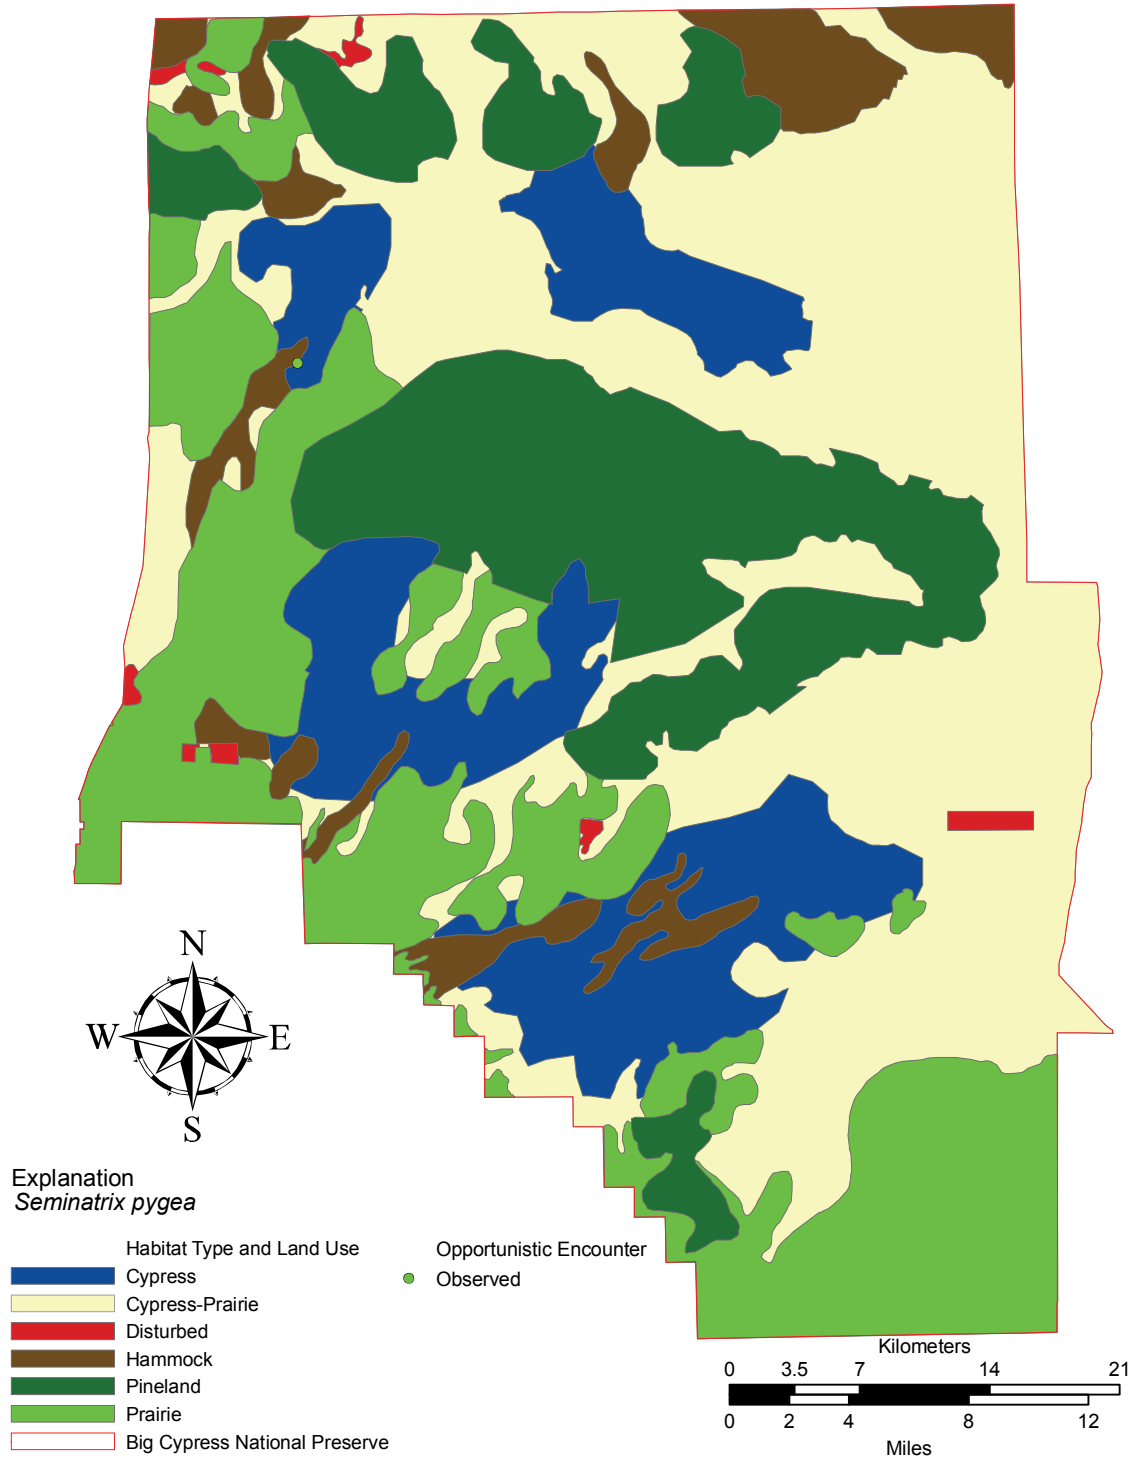 N
W
E
S
Explanation
Seminatrix pygea
Habitat Type and Land Use
Cypress
Cypress-Prairie
Disturbed
Hammock
Pineland
Prairie
Big Cypress National Preserve
Opportunistic Encounter
Observed
Kilometers
0 3.5 7 14 21
0 2 4 8 12
Miles